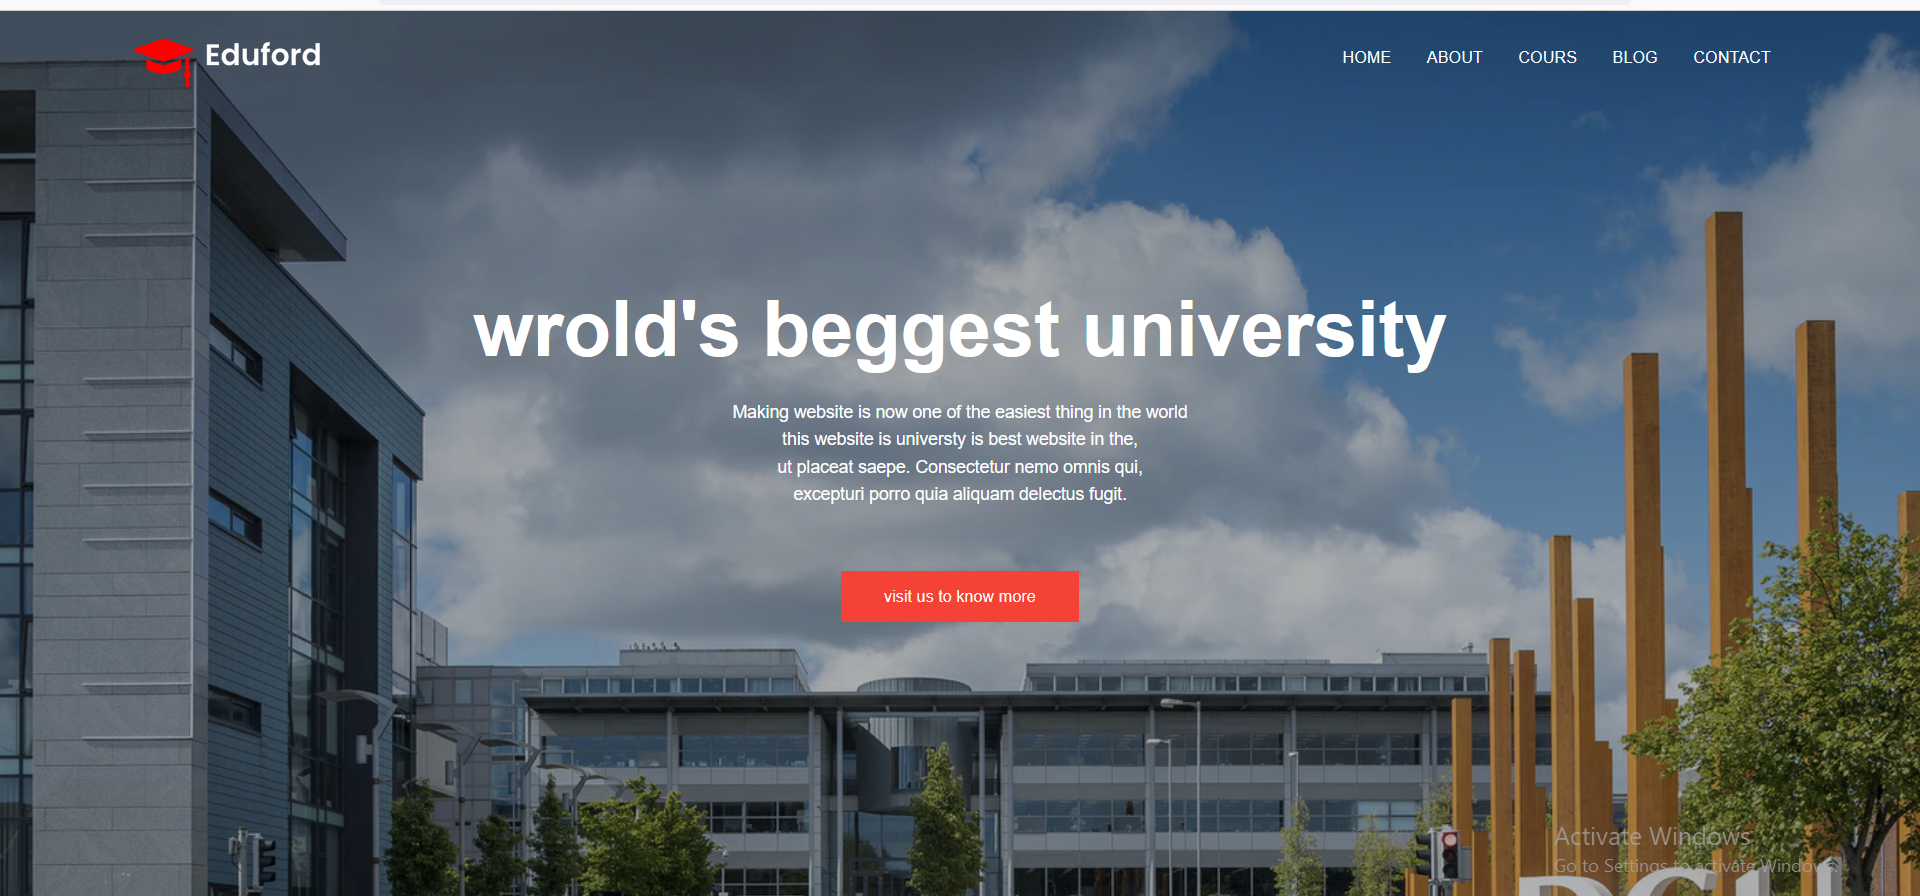 Eduford
HOME ABOUT COURS BLOG CONTACT
wrold's beggest university
Making website is now one of the easiest thing in the world
this website is universty is best website in the,
ut placeat saepe. Consectetur nemo omnis qui,
excepturi porro quia aliquam delectus fugit.
visit us to know more
Activate Windows
Go to Settings to activate Windows.